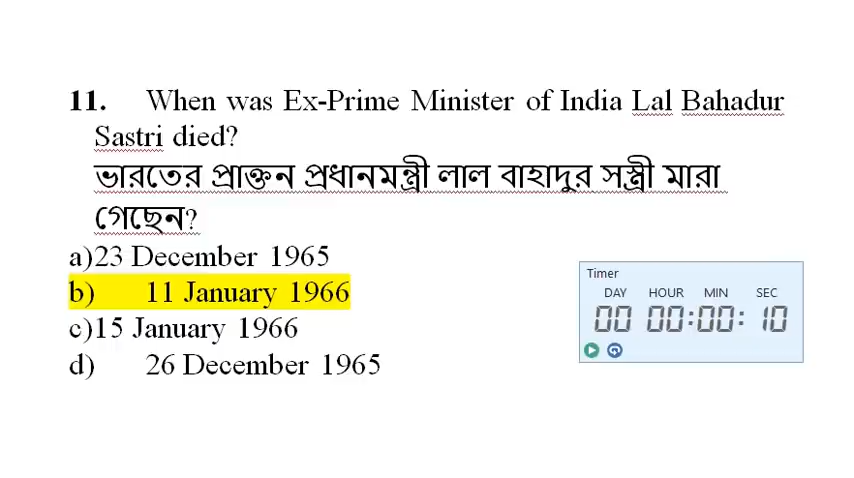 11. When was Ex-Prime Minister of India Lal Bahadur
Sastri died?
ভারতের প্রাক্তন প্রধানমন্ত্রী লাল বাহাদুর সস্ত্রী মারা
গেছেন?
a)23 December 1965
b) 11 January 1966
c)15 January 1966
d) 26 December 1965
Timer
DAY HOUR MIN SEC
00 00:00: 10